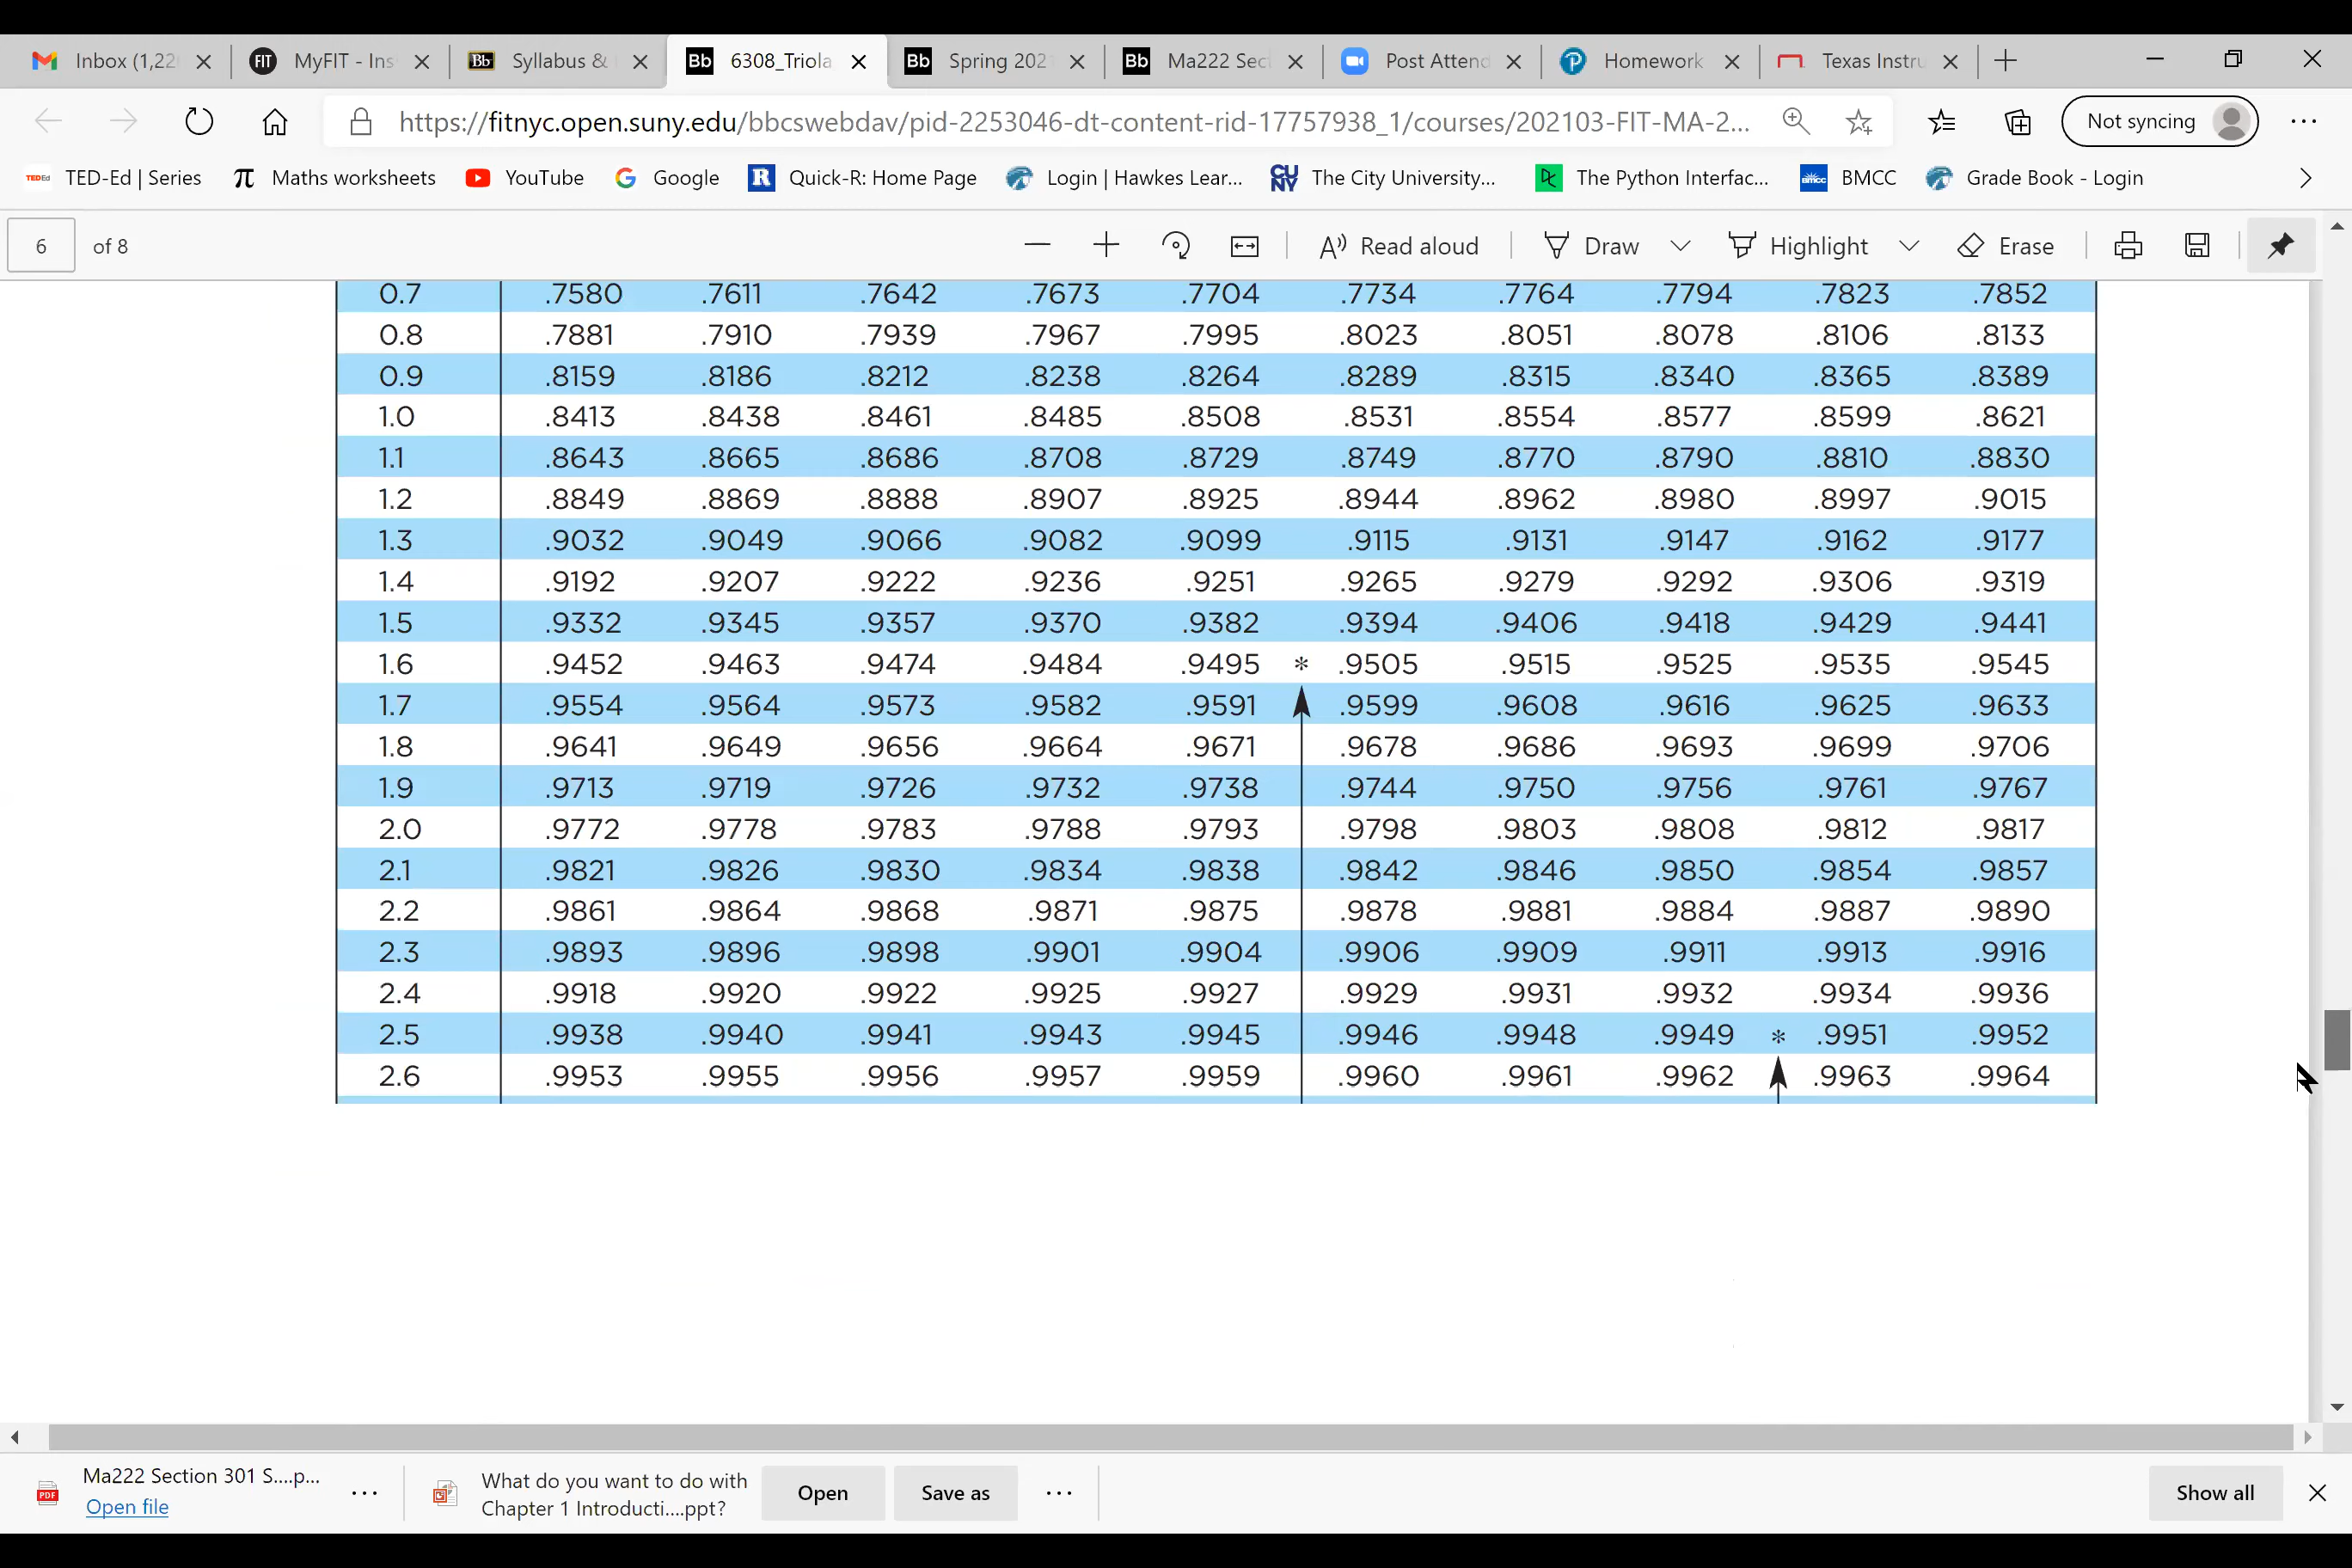 Inbox (1,22 MyFIT - Ins Syllabus & 6308_Triola Spring 202 Ma222 Sec Post Attend Homework Texas Instru
https://fitnyc.open.suny.edu/bbcswebdav/pid-2253046-dt-content-rid-17757938_1/courses/202103-FIT-MA-2... Not syncing
TED-Ed | Series Maths worksheets YouTube Google Quick-R: Home Page Login | Hawkes Lear... The City University... The Python Interfac... BMCC Grade Book - Login
6 of 8 Read aloud Draw Highlight Erase
0.7 .7580 .7611 .7642 .7673 .7704 .7734 .7764 .7794 .7823 .7852
0.8 .7881 .7910 .7939 .7967 .7995 .8023 .8051 .8078 .8106 .8133
0.9 .8159 .8186 .8212 .8238 .8264 .8289 .8315 .8340 .8365 .8389
1.0 .8413 .8438 .8461 .8485 .8508 .8531 .8554 .8577 .8599 .8621
1.1 .8643 .8665 .8686 .8708 .8729 .8749 .8770 .8790 .8810 .8830
1.2 .8849 .8869 .8888 .8907 .8925 .8944 .8962 .8980 .8997 .9015
1.3 .9032 .9049 .9066 .9082 .9099 .9115 .9131 .9147 .9162 .9177
1.4 .9192 .9207 .9222 .9236 .9251 .9265 .9279 .9292 .9306 .9319
1.5 .9332 .9345 .9357 .9370 .9382 .9394 .9406 .9418 .9429 .9441
1.6 .9452 .9463 .9474 .9484 .9495 * .9505 .9515 .9525 .9535 .9545
1.7 .9554 .9564 .9573 .9582 .9591 .9599 .9608 .9616 .9625 .9633
1.8 .9641 .9649 .9656 .9664 .9671 .9678 .9686 .9693 .9699 .9706
1.9 .9713 .9719 .9726 .9732 .9738 .9744 .9750 .9756 .9761 .9767
2.0 .9772 .9778 .9783 .9788 .9793 .9798 .9803 .9808 .9812 .9817
2.1 .9821 .9826 .9830 .9834 .9838 .9842 .9846 .9850 .9854 .9857
2.2 .9861 .9864 .9868 .9871 .9875 .9878 .9881 .9884 .9887 .9890
2.3 .9893 .9896 .9898 .9901 .9904 .9906 .9909 .9911 .9913 .9916
2.4 .9918 .9920 .9922 .9925 .9927 .9929 .9931 .9932 .9934 .9936
2.5 .9938 .9940 .9941 .9943 .9945 .9946 .9948 .9949 * .9951 .9952
2.6 .9953 .9955 .9956 .9957 .9959 .9960 .9961 .9962 .9963 .9964
Ma222 Section 301 S....p...
Open file
What do you want to do with
Chapter 1 Introducti....ppt?
Open Save as Show all